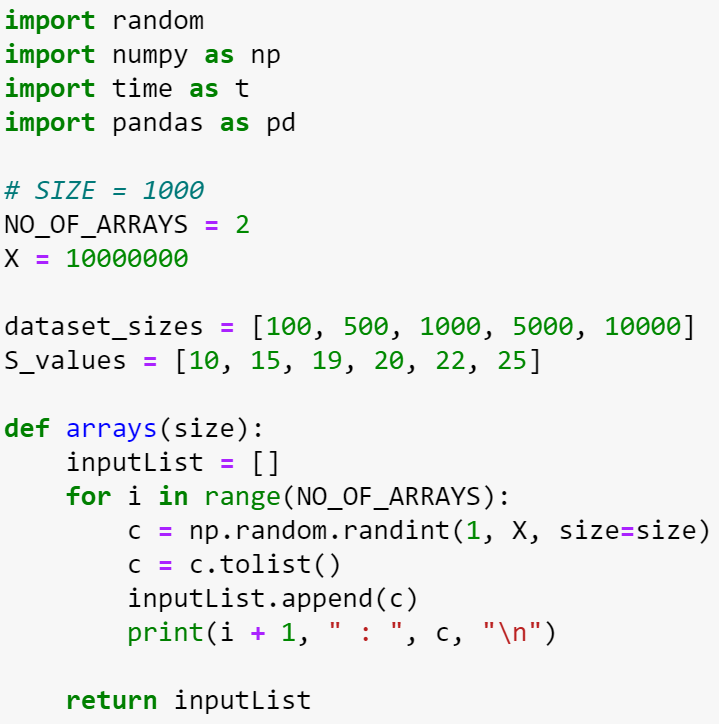 import random
import numpy as np
import time as t
import pandas as pd

# SIZE = 1000
NO_OF_ARRAYS = 2
X = 10000000

dataset_sizes = [100, 500, 1000, 5000, 10000]
S_values = [10, 15, 19, 20, 22, 25]

def arrays(size):
    inputList = []
    for i in range(NO_OF_ARRAYS):
        c = np.random.randint(1, X, size=size)
        c = c.tolist()
        inputList.append(c)
        print(i + 1, " : ", c, "\n")

    return inputList